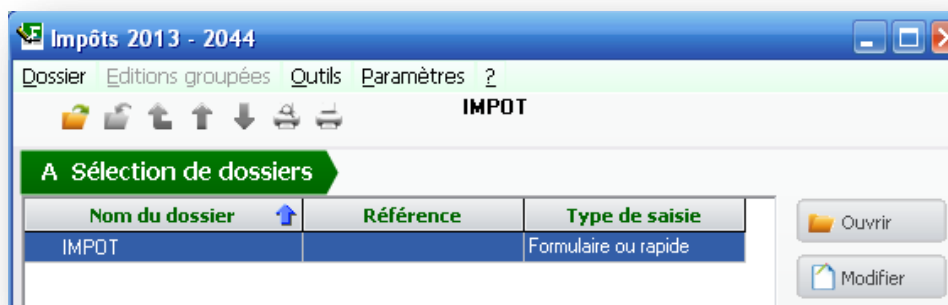 Impôts 2013 - 2044
Dossier Editions groupées Outils Paramètres ?
IMPOT
A Sélection de dossiers
Nom du dossier Référence Type de saisie
IMPOT Formulaire ou rapide
Ouvrir
Modifier